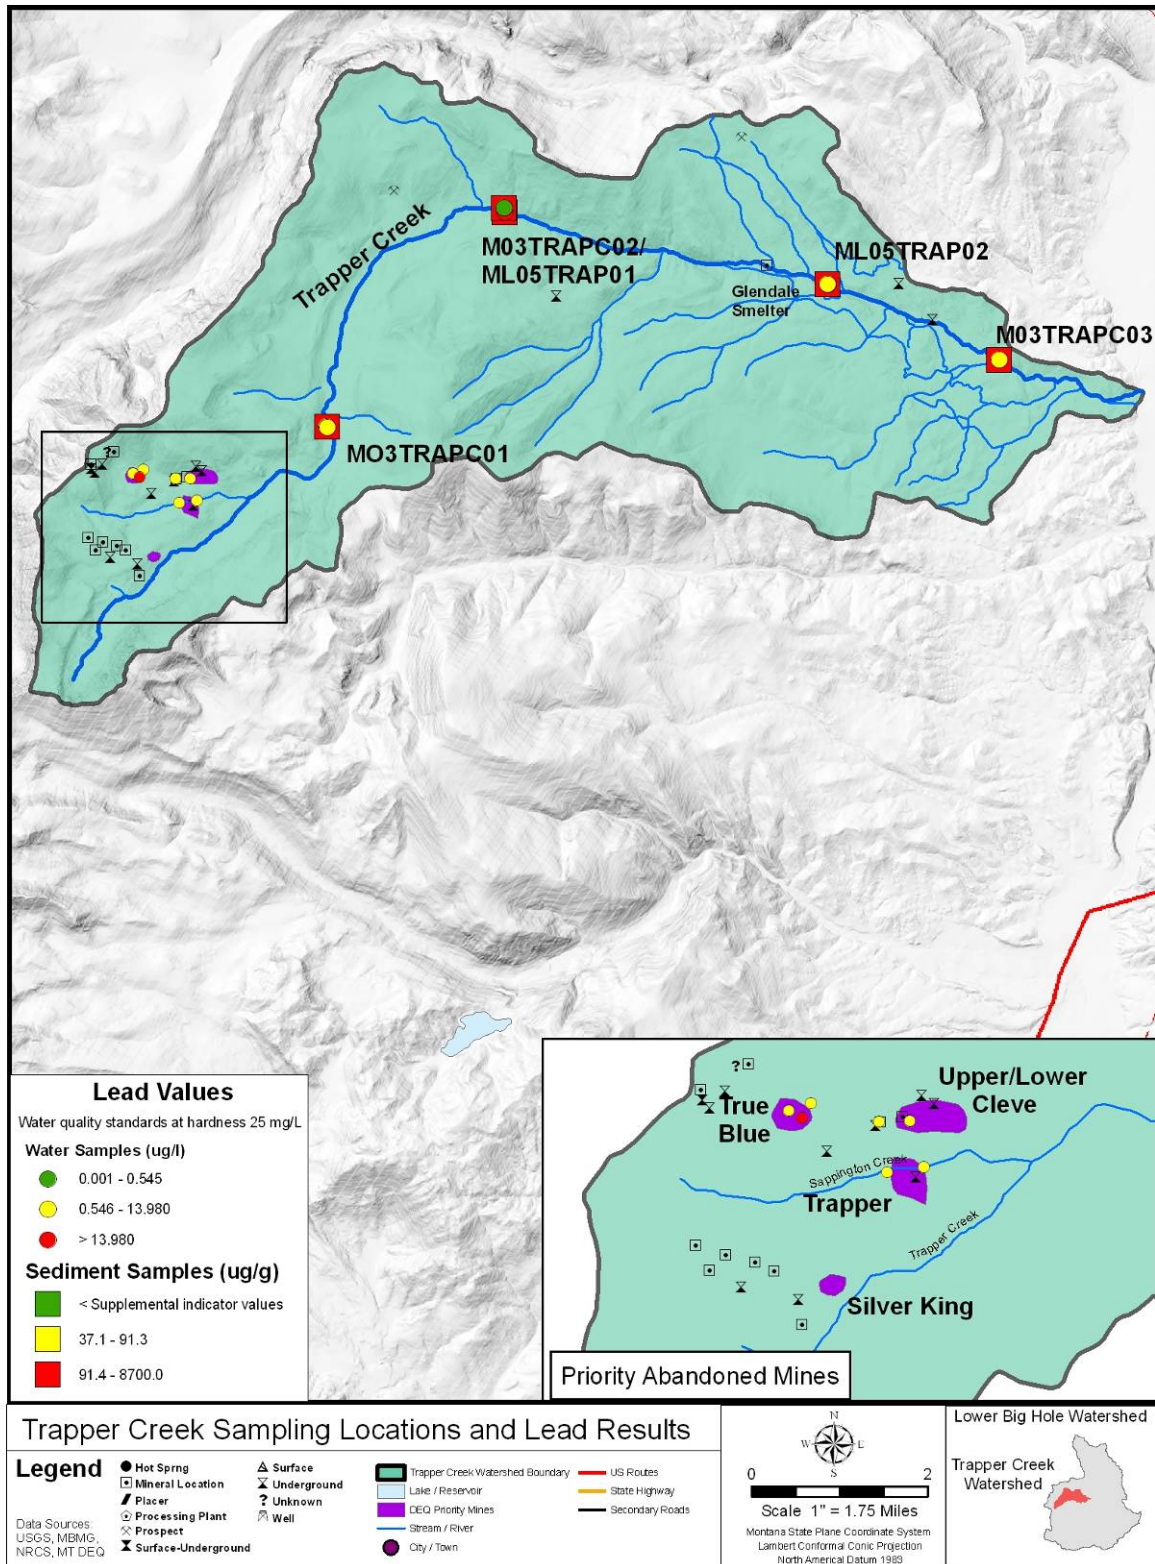 Trapper Creek
M03TRAPC02/
ML05TRAP01
ML05TRAP02
Glendale
Smelter
M03TRAPC03
MO3TRAPC01
?
Lead Values
Water quality standards at hardness 25 mg/L
Water Samples (ug/l)
0.001 - 0.545
0.546 - 13.980
> 13.980
Sediment Samples (ug/g)
< Supplemental indicator values
37.1 - 91.3
91.4 - 8700.0
?
True
Blue
Upper/Lower
Cleve
Sappington Creek
Trapper
Trapper Creek
Silver King
Priority Abandoned Mines
Trapper Creek Sampling Locations and Lead Results
Legend
Data Sources:
USGS, MBMG,
NRCS, MT DEQ
Hot Sprng
Mineral Location
Placer
Processing Plant
Prospect
Surface-Underground
Surface
Underground
? Unknown
Well
Trapper Creek Watershed Boundary
Lake / Reservoir
DEQ Priority Mines
Stream / River
City / Town
US Routes
State Highway
Secondary Roads
N
W E
S
0 2
Scale 1" = 1.75 Miles
Montana State Plane Coordinate System
Lambert Conformal Conic Projection
North Americal Datum 1983
Lower Big Hole Watershed
Trapper Creek
Watershed